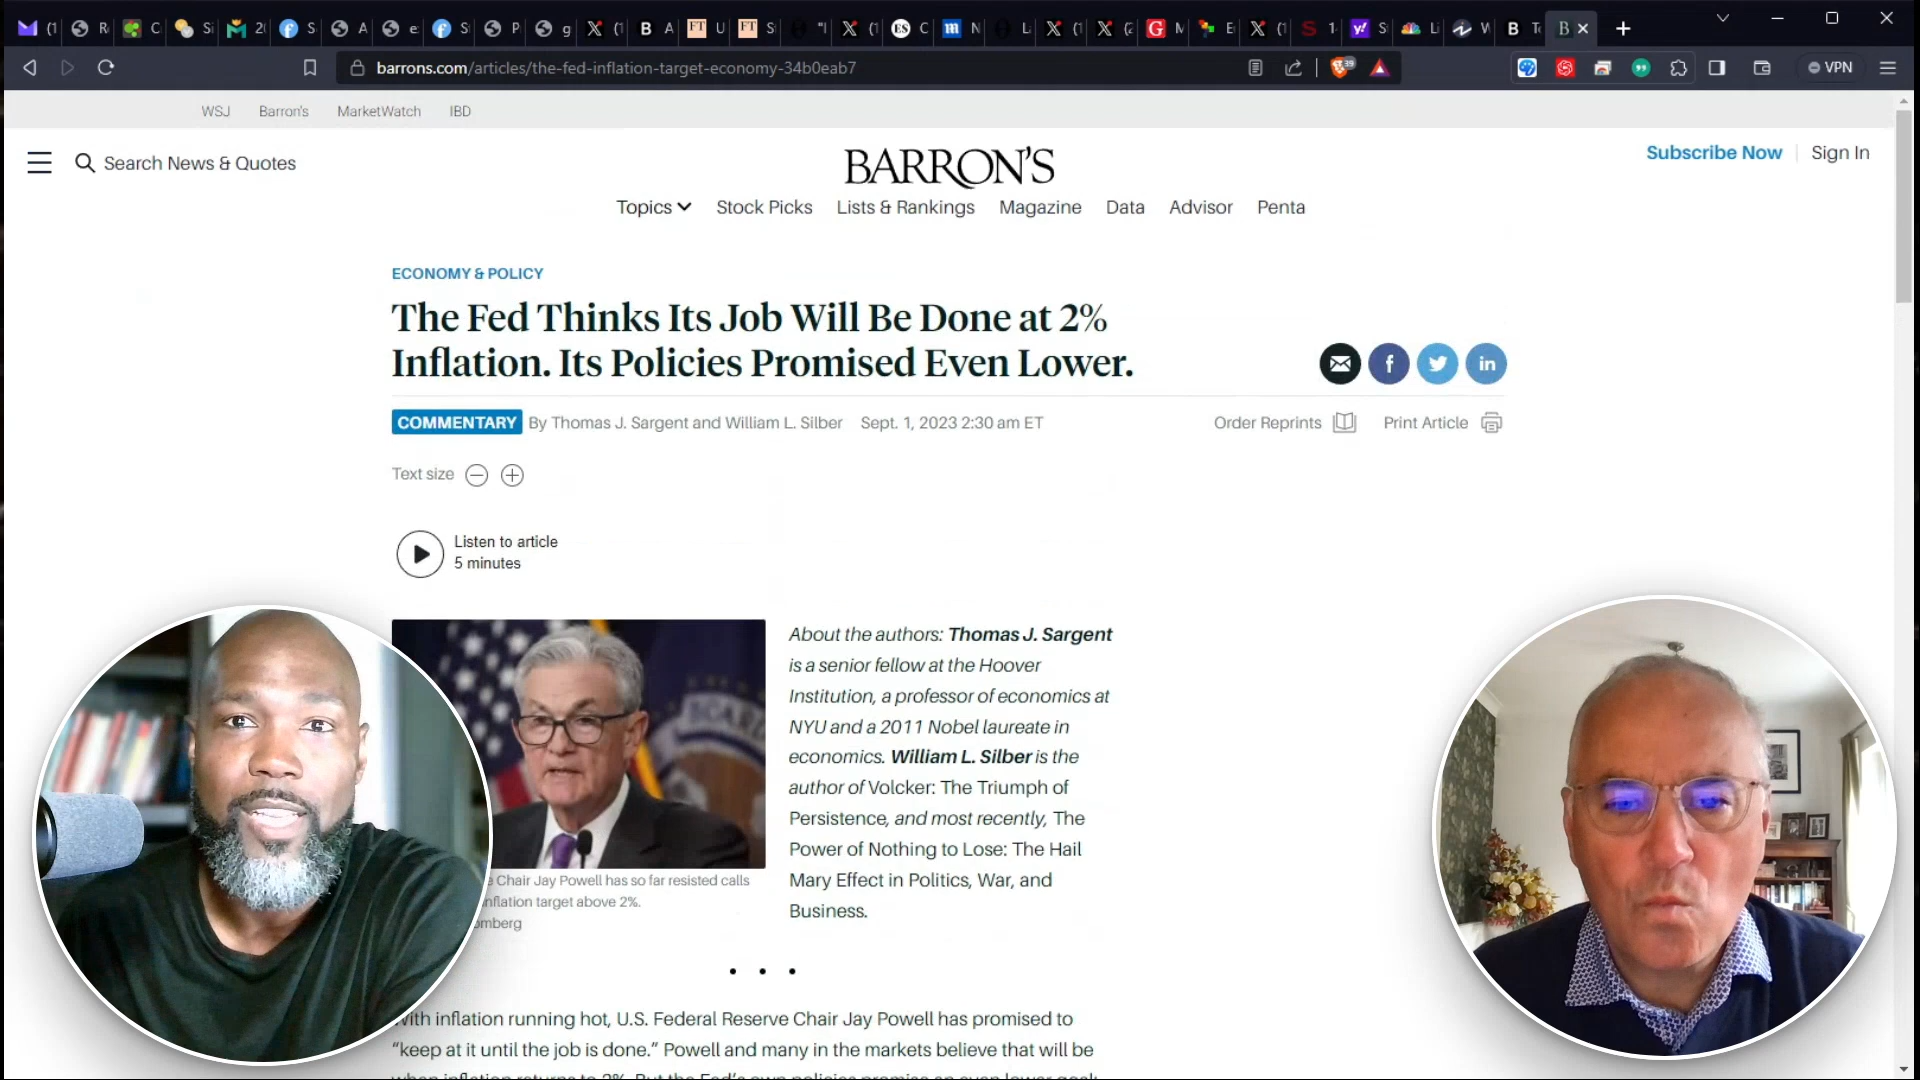 barrons.com/articles/the-fed-inflation-target-economy-34b0eab7
39
VPN
WSJ Barron's MarketWatch IBD
Search News & Quotes
BARRON'S
Subscribe Now Sign In
Topics Stock Picks Lists & Rankings Magazine Data Advisor Penta
ECONOMY & POLICY
The Fed Thinks Its Job Will Be Done at 2%
Inflation. Its Policies Promised Even Lower.
COMMENTARY By Thomas J. Sargent and William L. Silber Sept. 1, 2023 2:30 am ET
Order Reprints Print Article
Text size
Listen to article
5 minutes
About the authors: Thomas J. Sargent
is a senior fellow at the Hoover
Institution, a professor of economics at
NYU and a 2011 Nobel laureate in
economics. William L. Silber is the
author of Volcker: The Triumph of
Persistence, and most recently, The
Power of Nothing to Lose: The Hail
Mary Effect in Politics, War, and
Business.
Chair Jay Powell has so far resisted calls
inflation target above 2%.
With inflation running hot, U.S. Federal Reserve Chair Jay Powell has promised to
“keep at it until the job is done.” Powell and many in the markets believe that will be